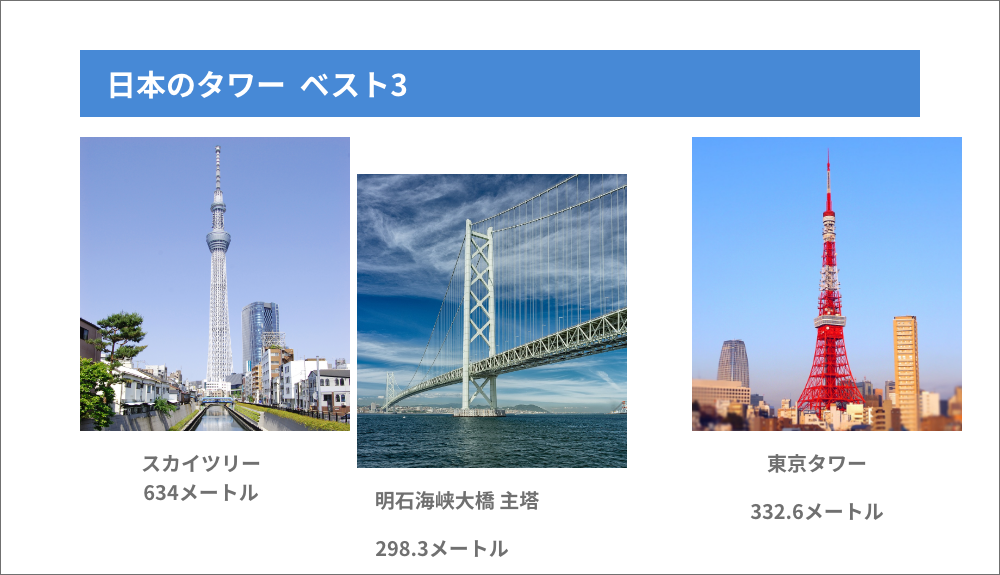 日本のタワー ベスト3
スカイツリー
634メートル
明石海峡大橋 主塔
298.3メートル
東京タワー
332.6メートル